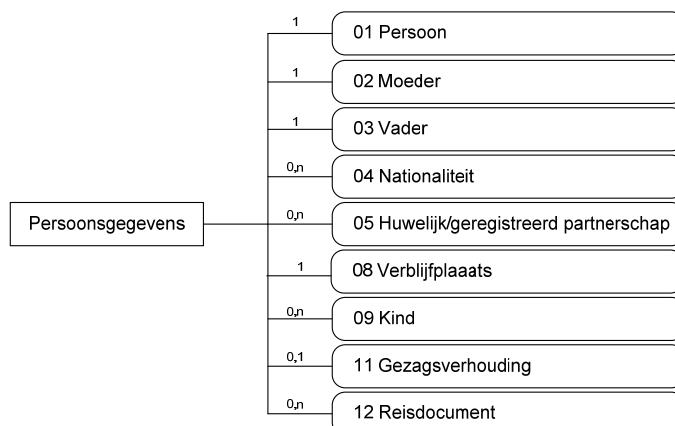 1 01 Persoon
1 02 Moeder
1 03 Vader
0,n 04 Nationaliteit
Persoonsgegevens
0,n 05 Huwelijk/geregistreerd partnerschap
1 08 Verblijfplaaats
0,n 09 Kind
0,1 11 Gezagsverhouding
0,n 12 Reisdocument